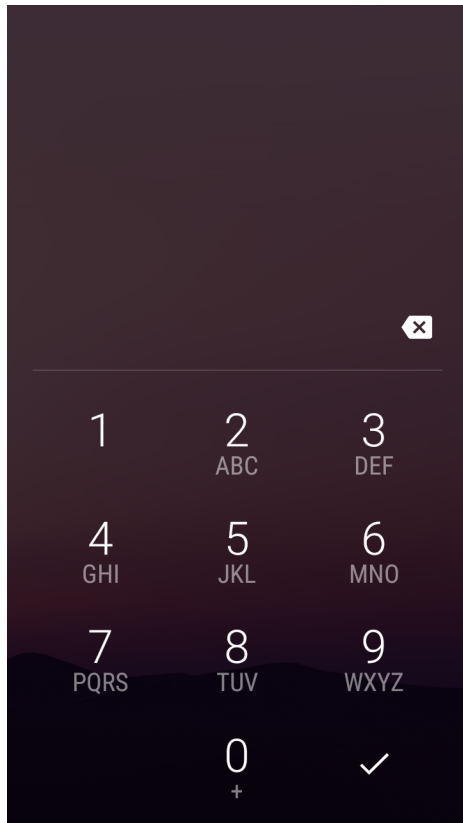 1 2 3
ABC DEF
4 5 6
GHI JKL MNO
7 8 9
PQRS TUV WXYZ
0
+